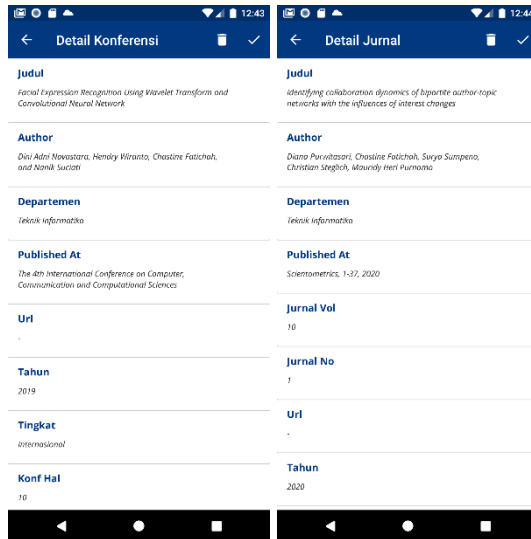 12:43
Detail Konferensi
Judul
Facial Expression Recognition Using Wavelet Transform and
Convolutional Neural Network
Author
Dini Adni Navastara, Hendry Wiranto, Chastine Fatichah,
and Nanik Suciati
Departemen
Teknik Informatika
Published At
The 4th International Conference on Computer,
Communication and Computational Sciences
Url
-
Tahun
2019
Tingkat
Internasional
Konf Hal
10
12:44
Detail Jurnal
Judul
Identifying collaboration dynamics of bipartite author-topic
networks with the influences of interest changes
Author
Diana Purwitasari, Chastine Fatichah, Surya Sumpeno,
Christian Steglich, Mauridy Heri Purnomo
Departemen
Teknik Informatika
Published At
Scientometrics, 1-37, 2020
Jurnal Vol
10
Jurnal No
1
Url
-
Tahun
2020